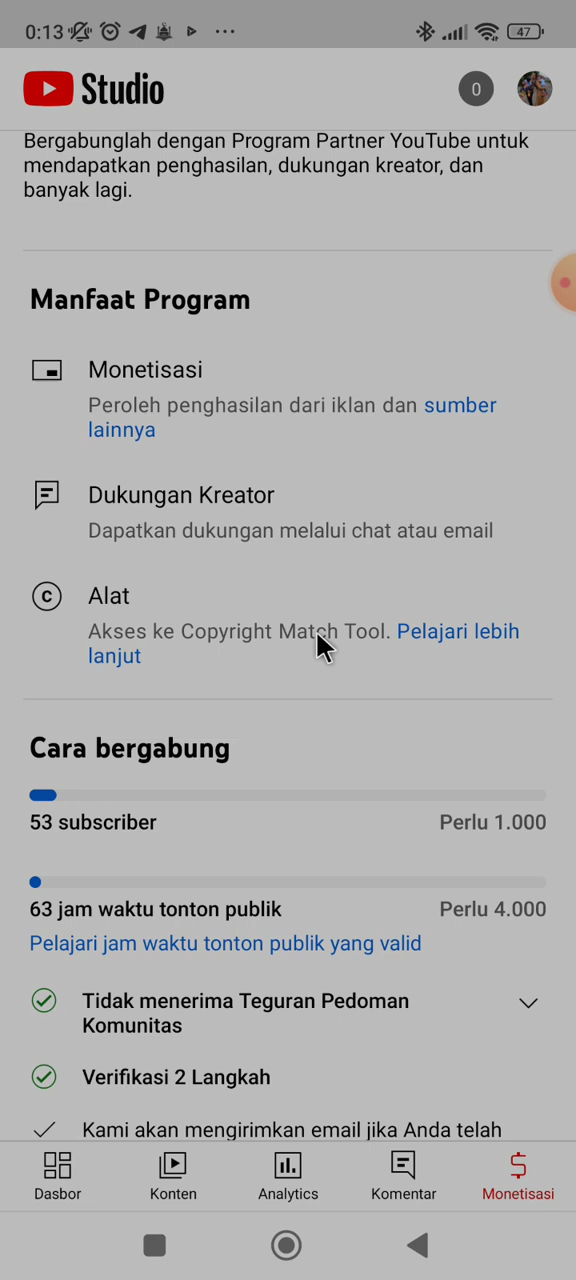 0:13
47
Studio
0
Bergabunglah dengan Program Partner YouTube untuk
mendapatkan penghasilan, dukungan kreator, dan
banyak lagi.
Manfaat Program
Monetisasi
Peroleh penghasilan dari iklan dan sumber
lainnya
Dukungan Kreator
Dapatkan dukungan melalui chat atau email
C
Alat
Akses ke Copyright Match Tool. Pelajari lebih
lanjut
Cara bergabung
53 subscriber Perlu 1.000
63 jam waktu tonton publik Perlu 4.000
Pelajari jam waktu tonton publik yang valid
Tidak menerima Teguran Pedoman
Komunitas
Verifikasi 2 Langkah
Kami akan mengirimkan email jika Anda telah
Dasbor Konten Analytics Komentar Monetisasi